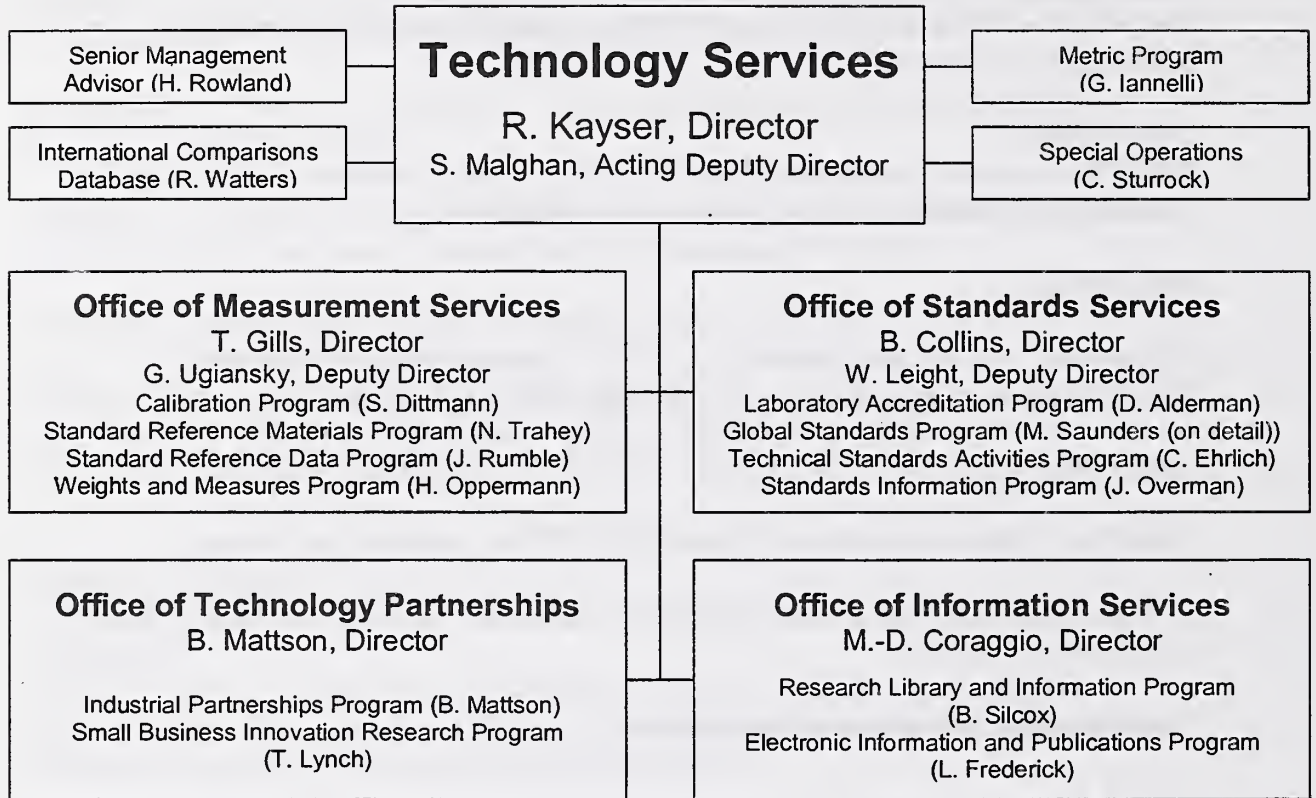 Technology Services
R. Kayser, Director
S. Malghan, Acting Deputy Director
Senior Management
Advisor (H. Rowland)
International Comparisons
Database (R. Watters)
Metric Program
(G. Iannelli)
Special Operations
(C. Sturrock)
Office of Measurement Services
T. Gills, Director
G. Ugiansky, Deputy Director
Calibration Program (S. Dittmann)
Standard Reference Materials Program (N. Trahey)
Standard Reference Data Program (J. Rumble)
Weights and Measures Program (H. Oppermann)
Office of Standards Services
B. Collins, Director
W. Leight, Deputy Director
Laboratory Accreditation Program (D. Alderman)
Global Standards Program (M. Saunders (on detail))
Technical Standards Activities Program (C. Ehrlich)
Standards Information Program (J. Overman)
Office of Technology Partnerships
B. Mattson, Director
Industrial Partnerships Program (B. Mattson)
Small Business Innovation Research Program
(T. Lynch)
Office of Information Services
M.-D. Coraggio, Director
Research Library and Information Program
(B. Silcox)
Electronic Information and Publications Program
(L. Frederick)